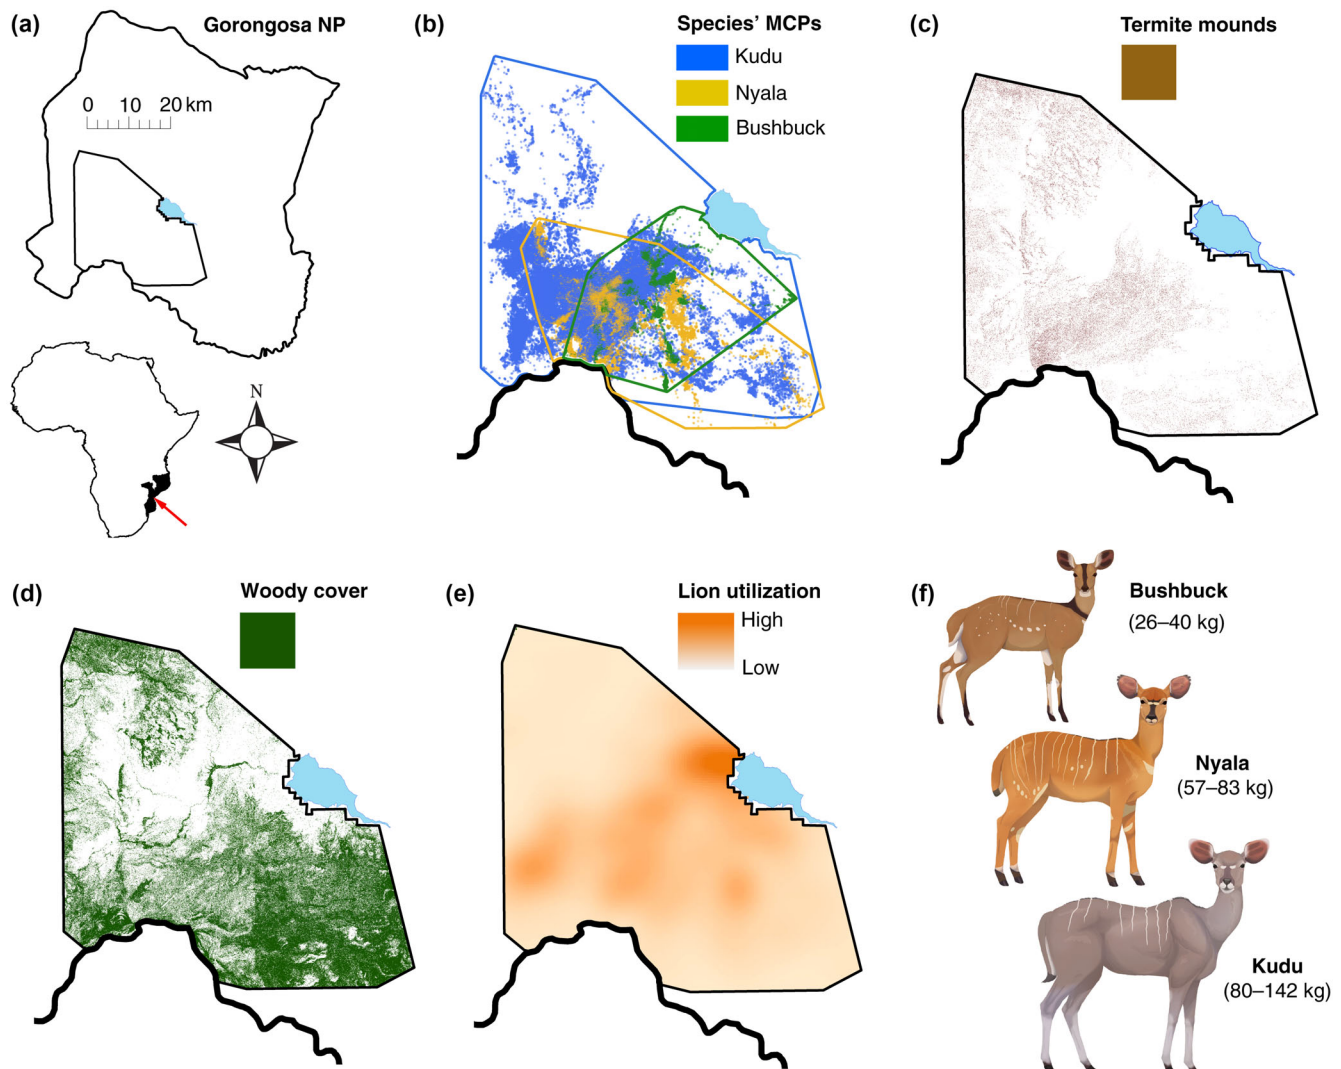 (a)
Gorongosa NP
0 10 20 km
N
(b)
Species' MCPs
Kudu
Nyala
Bushbuck
(c)
Termite mounds
(d)
Woody cover
(e)
Lion utilization
High
Low
(f)
Bushbuck
(26–40 kg)
Nyala
(57–83 kg)
Kudu
(80–142 kg)